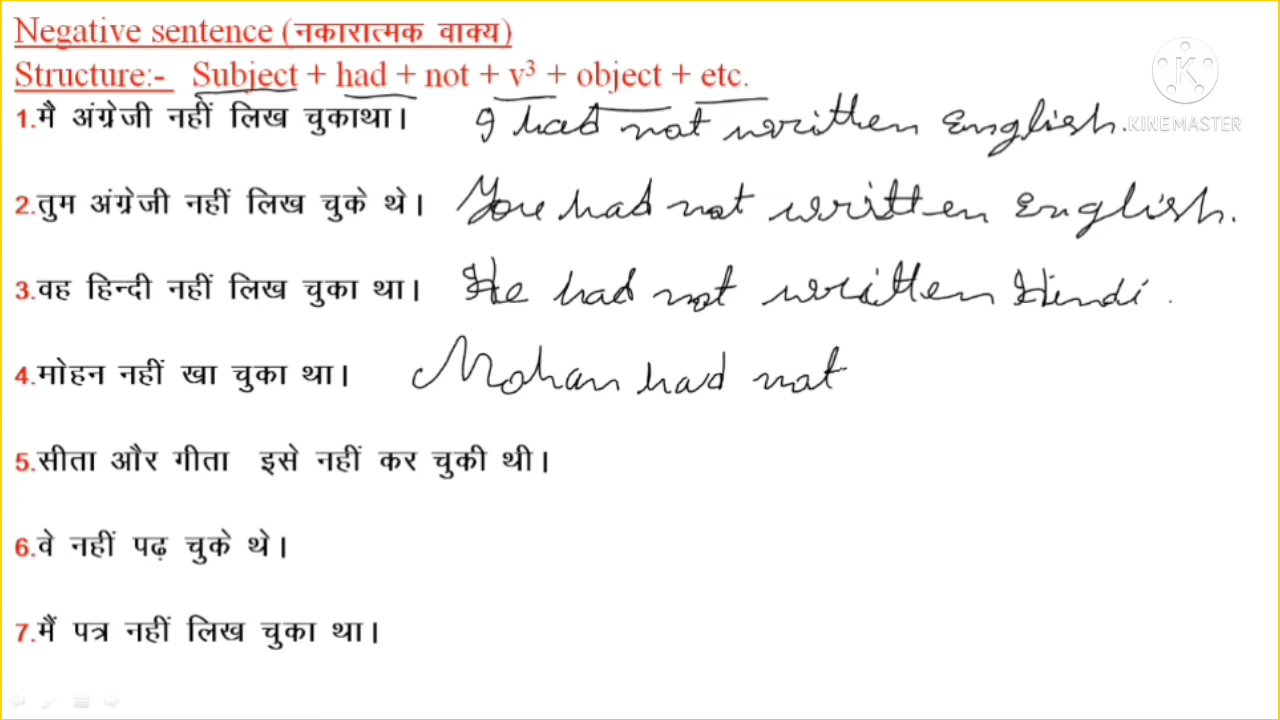 Negative sentence (नकारात्मक वाक्य)
Structure:- Subject + had + not + v³ + object + etc.
1.मै अंग्रेजी नहीं लिख चुकाथा। I had not written English.
K KINEMASTER
2.तुम अंग्रेजी नहीं लिख चुके थे। You had not written English.
3.वह हिन्दी नहीं लिख चुका था। He had not written Hindi.
4.मोहन नहीं खा चुका था। Mohan had not
5.सीता और गीता इसे नहीं कर चुकी थी।
6.वे नहीं पढ़ चुके थे।
7.मैं पत्र नहीं लिख चुका था।